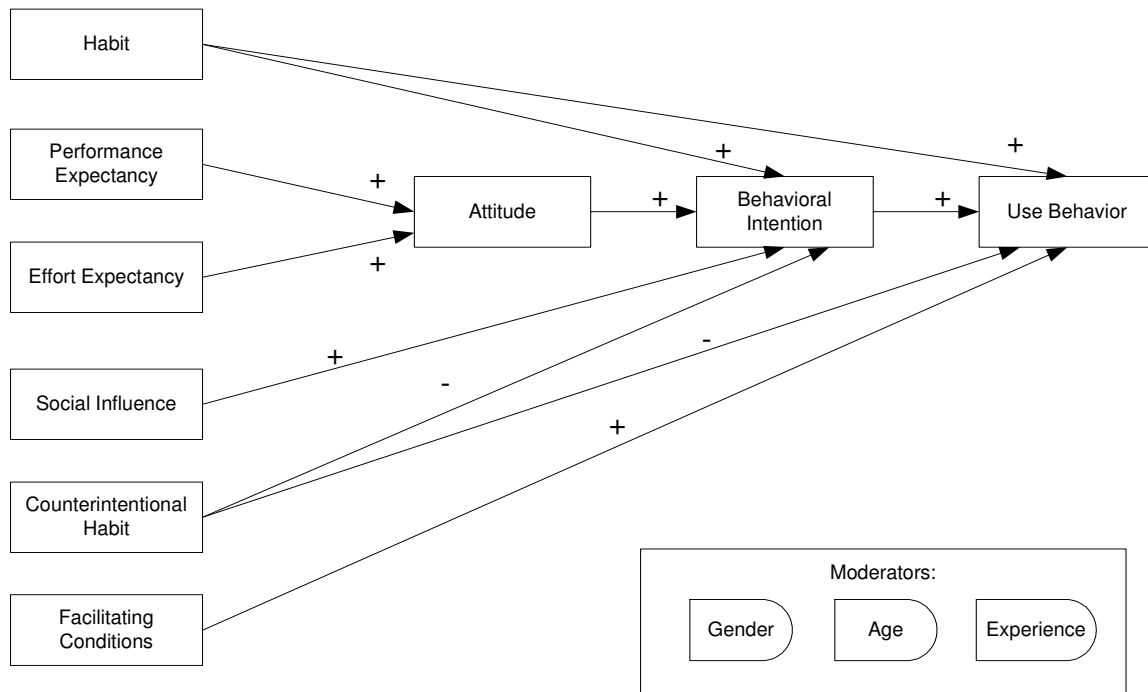 Habit
Performance
Expectancy
Effort Expectancy
Social Influence
Counterintentional
Habit
Facilitating
Conditions
Attitude
Behavioral
Intention
Use Behavior
+
+
+
+
+
+
+
+
-
-
+
Moderators:
Gender
Age
Experience